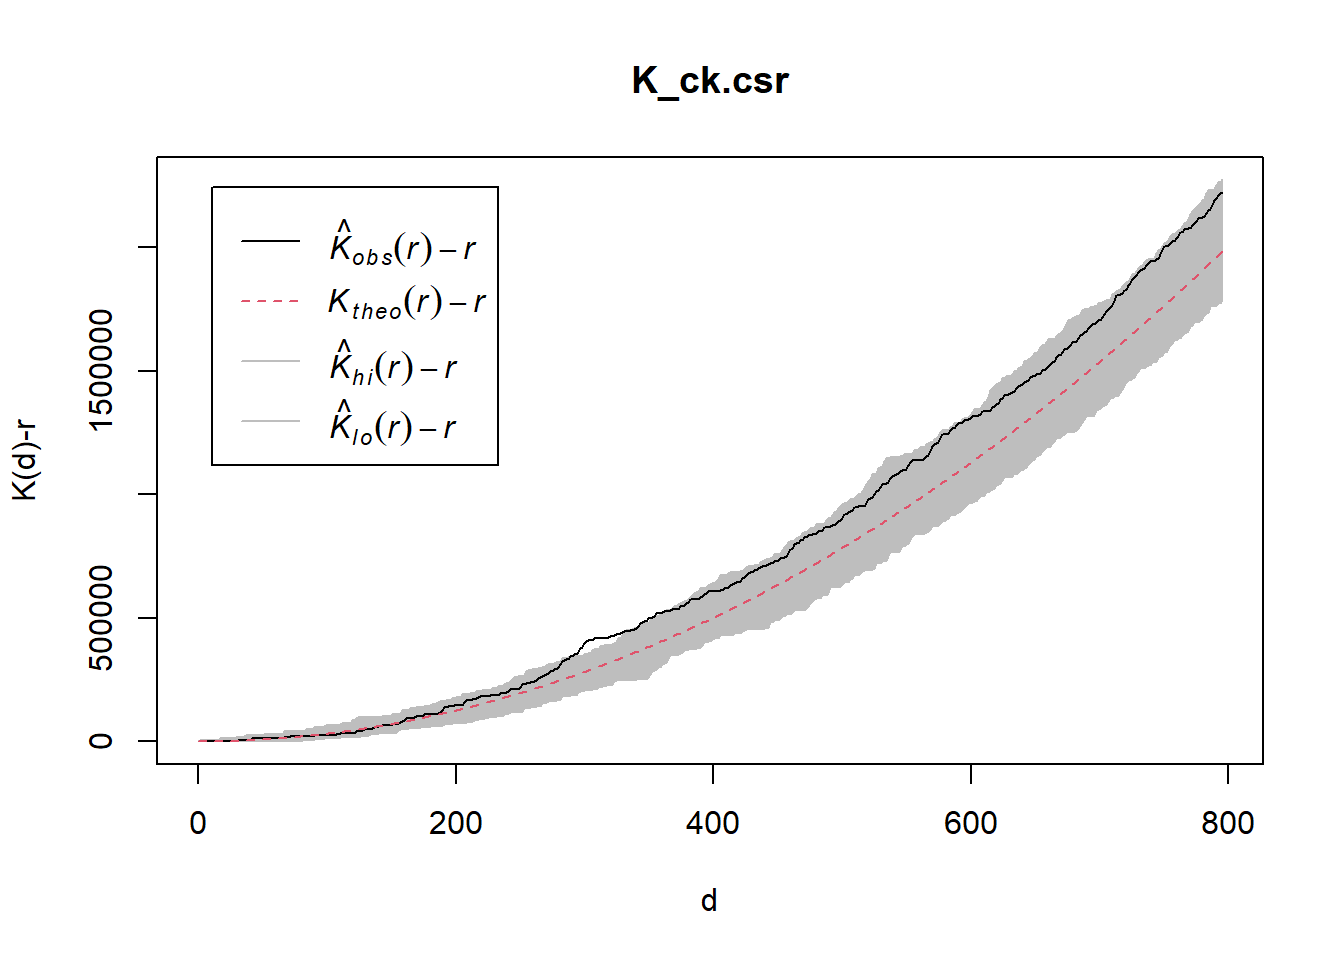 K_ck.csr
K̂obs(r) − r
Ktheo(r) − r
K̂hi(r) − r
K̂lo(r) − r
K(d)-r
0
500000
1500000
0
200
400
600
800
d